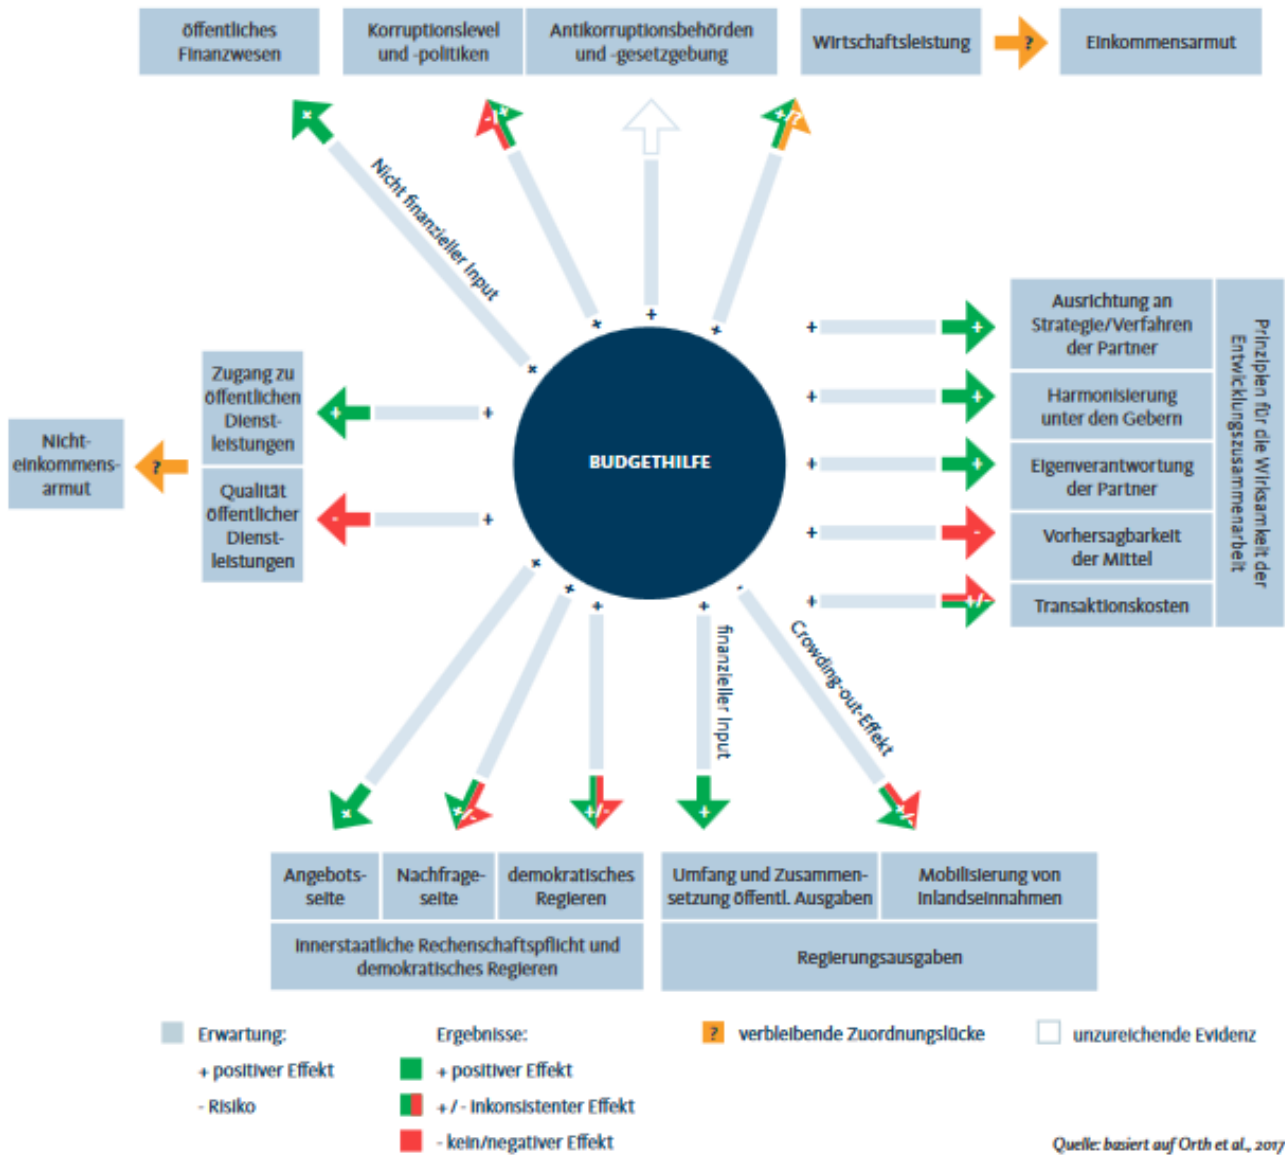 öffentliches
Finanzwesen
Korruptionslevel
und -politiken
Antikorruptionsbehörden
und -gesetzgebung
Wirtschaftsleistung
?
Einkommensarmut
+
-/+
+/?
Nicht finanzieller Input
+
+
+
+
Zugang zu
öffentlichen
Dienst-
leistungen
+
+
Nicht-
einkommens-
armut
?
Qualität
öffentlicher
Dienst-
leistungen
-
+
BUDGETHILFE
+
+
Ausrichtung an
Strategie/Verfahren
der Partner
+
+
Harmonisierung
unter den Gebern
+
+
Eigenverantwortung
der Partner
+
-
Vorhersagbarkeit
der Mittel
+
+/-
Transaktionskosten
Prinzipien für die Wirksamkeit der
Entwicklungszusammenarbeit
+
+
+
+
-
finanzieller Input
Crowding-out-Effekt
+
+/-
+/-
+
+/-
Angebots-
seite
Nachfrage-
seite
demokratisches
Regieren
Umfang und Zusammen-
setzung öffentl. Ausgaben
Mobilisierung von
Inlandseinnahmen
Innerstaatliche Rechenschaftspflicht und
demokratisches Regieren
Regierungsausgaben
Erwartung:
+ positiver Effekt
- Risiko
Ergebnisse:
+ positiver Effekt
+ / - inkonsistenter Effekt
- kein/negativer Effekt
? verbleibende Zuordnungslücke
unzureichende Evidenz
Quelle: basiert auf Orth et al., 2017